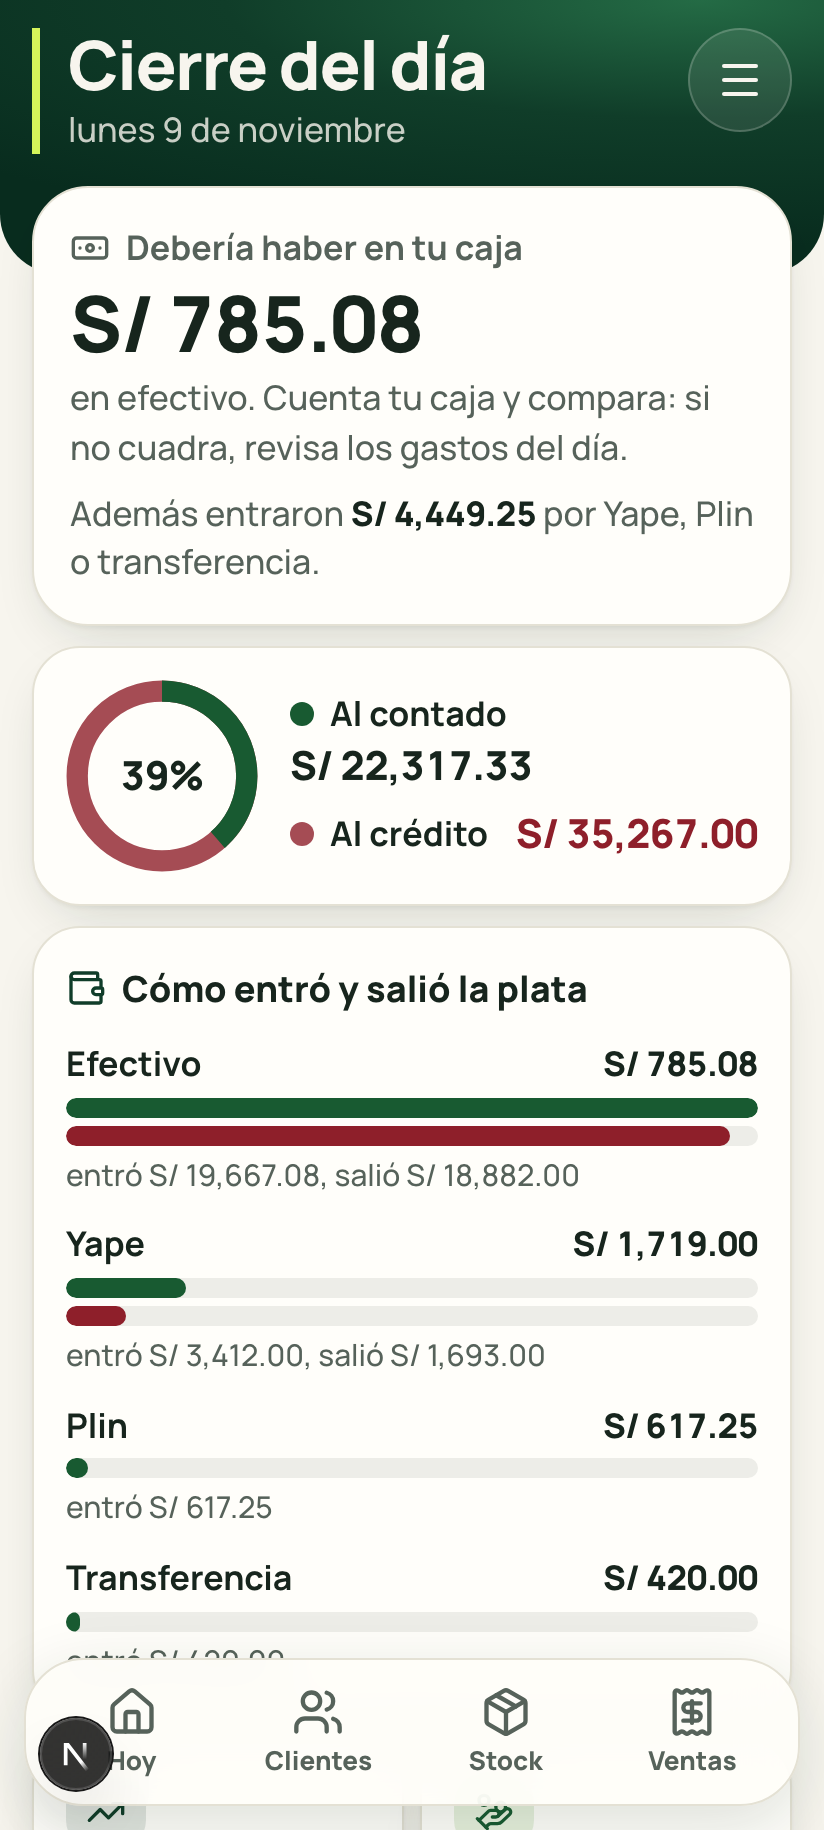 Cierre del día
lunes 9 de noviembre
Debería haber en tu caja
S/ 785.08
en efectivo. Cuenta tu caja y compara: si
no cuadra, revisa los gastos del día.
Además entraron S/ 4,449.25 por Yape, Plin
o transferencia.
39%
Al contado
S/ 22,317.33
Al crédito S/ 35,267.00
Cómo entró y salió la plata
Efectivo S/ 785.08
entró S/ 19,667.08, salió S/ 18,882.00
Yape S/ 1,719.00
entró S/ 3,412.00, salió S/ 1,693.00
Plin S/ 617.25
entró S/ 617.25
Transferencia S/ 420.00
entró S/ 420.00
N
Hoy Clientes Stock Ventas